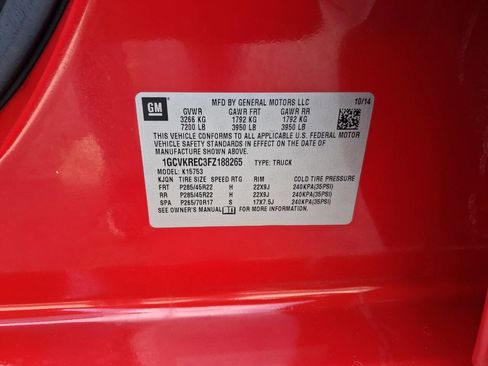 GM
MFD BY GENERAL MOTORS LLC 10/14
GVWR GAWR FR GAWR RR
3266 KG 1792 KG 1792 KG
7200 LB 3950 LB 3950 LB
THIS VEHICLE CONFORMS TO ALL APPLICABLE U.S. FEDERAL MOTOR
VEHICLE SAFETY STANDARDS IN EFFECT ON THE DATE OF
MANUFACTURE SHOWN ABOVE.
1GCVKREC3FZ188265 TYPE: TRUCK
MODEL: K15753
KJQN TIRE SIZE SPEED RTG RIM COLD TIRE PRESSURE
FRT P285/45R22 H 22X9J 240KPA(35PSI)
RR P285/45R22 H 22X9J 240KPA(35PSI)
SPA P265/70R17 S 17X7.5J 240KPA(35PSI)
SEE OWNER'S MANUAL FOR MORE INFORMATION.